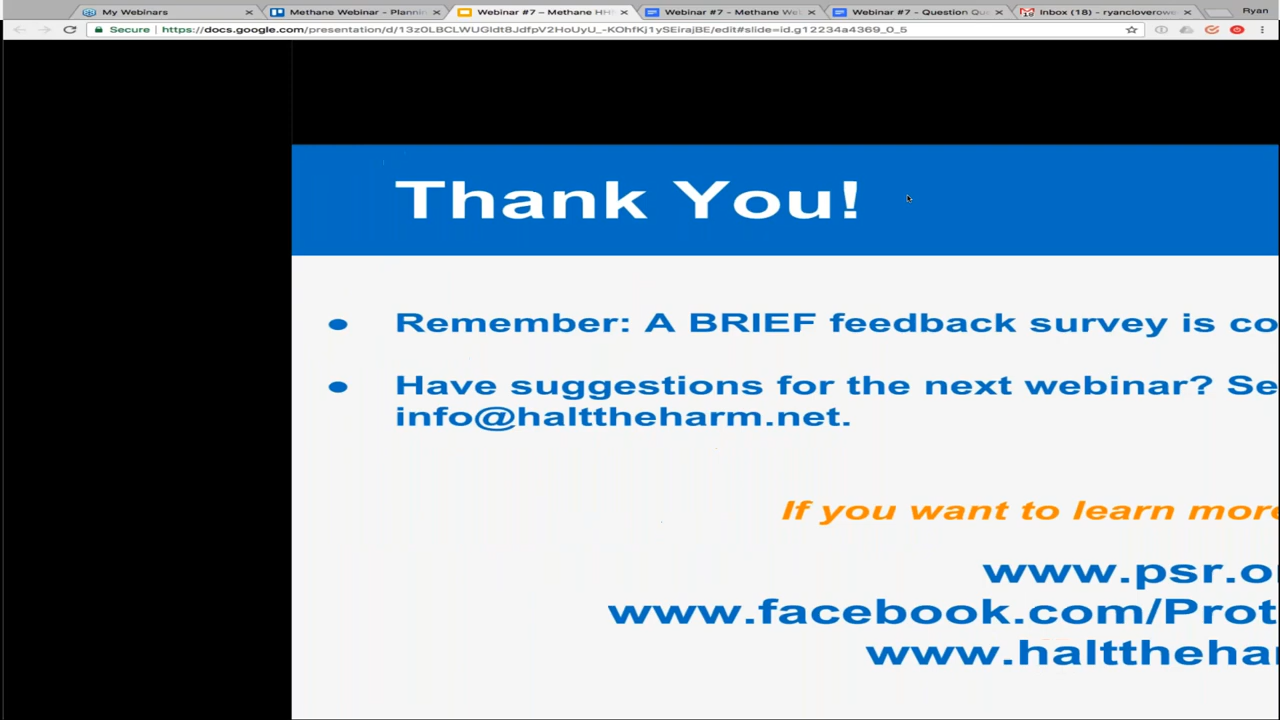 My Webinars
Methane Webinar - Plannin
Webinar #7 – Methane HH
Webinar #7 - Methane We
Webinar #7 - Question Qu
Inbox (18) - ryancloverowe
Ryan
Secure
https://docs.google.com/presentation/d/13z0LBCLWUGIdt8JdfpV2HoUyU_-KOhfKj1ySEirajBE/edit#slide=id.g12234a4369_0_5
Thank You!
● Remember: A BRIEF feedback survey is co
● Have suggestions for the next webinar? Se
info@halttheharm.net.
If you want to learn more
www.psr.o
www.facebook.com/Prot
www.halttheha